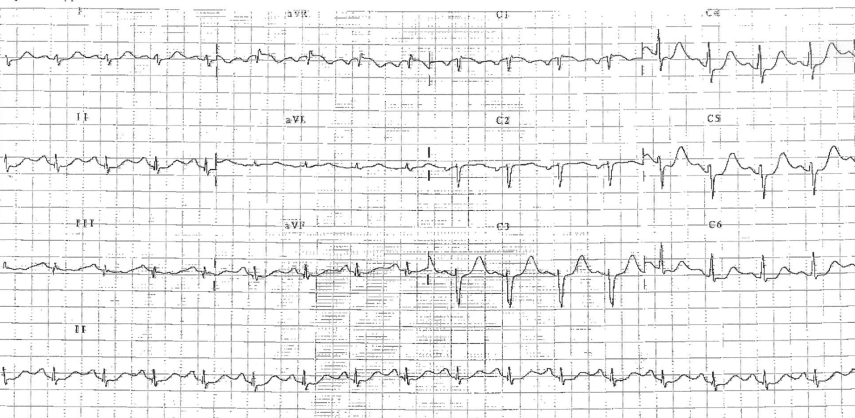 I aVR C1 C4
II aVL C2 C5
III aVF C3 C6
II